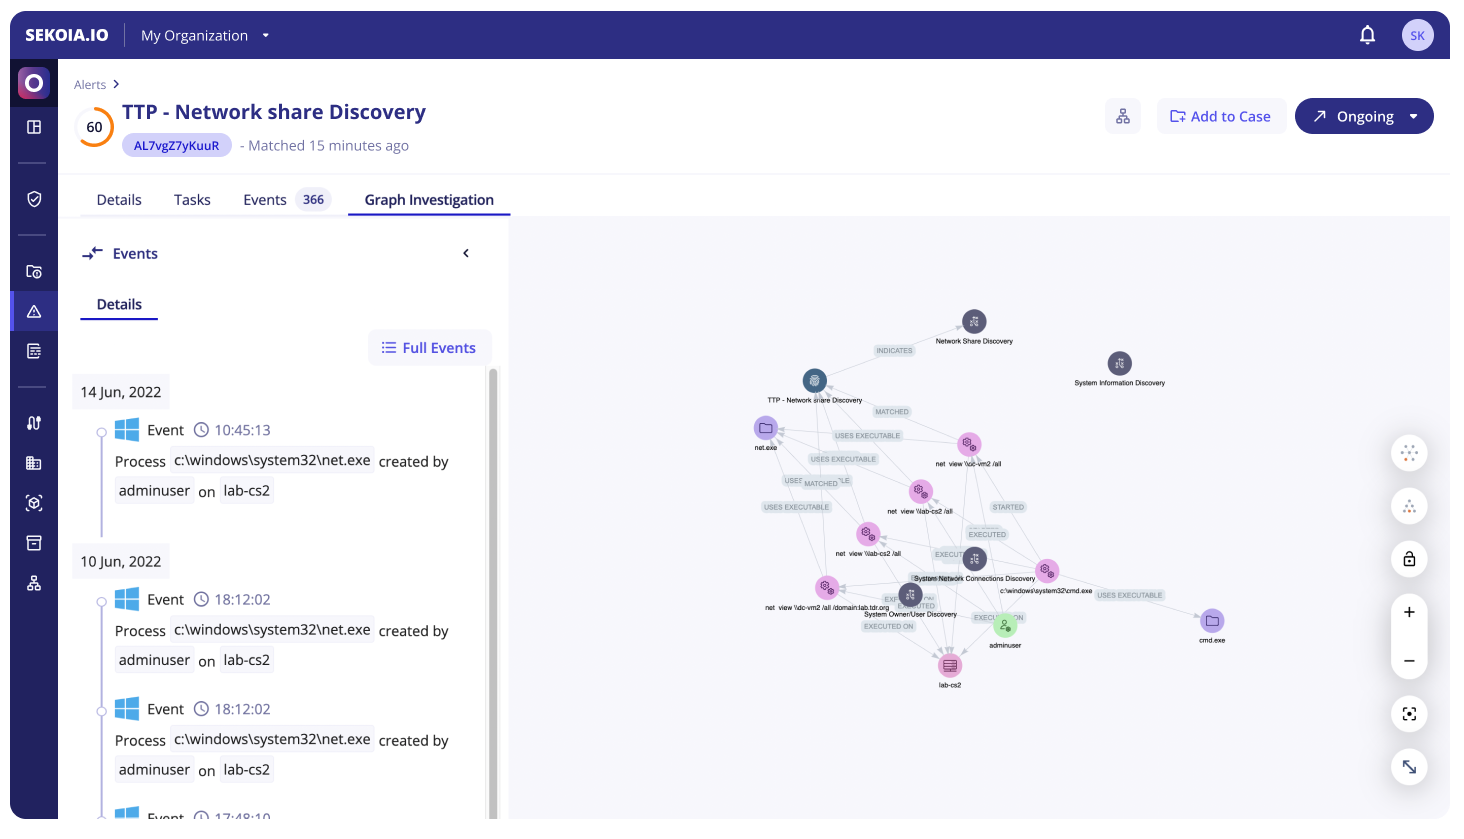 SEKOIA.IO
My Organization
SK
Alerts
60
TTP - Network share Discovery
AL7vgZ7yKuuR - Matched 15 minutes ago
Add to Case
Ongoing
Details
Tasks
Events 366
Graph Investigation
Events
Details
Full Events
14 Jun, 2022
Event 10:45:13
Process c:\windows\system32\net.exe created by
adminuser on lab-cs2
10 Jun, 2022
Event 18:12:02
Process c:\windows\system32\net.exe created by
adminuser on lab-cs2
Event 18:12:02
Process c:\windows\system32\net.exe created by
adminuser on lab-cs2
Event 17:48:10
Network Share Discovery
INDICATES
System Information Discovery
TTP - Network share Discovery
MATCHED
net.exe
USES EXECUTABLE
net view \\dc-vm2 /all
USES EXECUTABLE
MATCHED
net view \\lab-cs2 /all
USES EXECUTABLE
STARTED
EXECUTED
net view \\lab-cs2 /all
System Network Connections Discovery
c:\windows\system32\cmd.exe
USES EXECUTABLE
net view \\dc-vm2 /all /domain:lab.tdr.org
System Owner/User Discovery
EXECUTED ON
adminuser
cmd.exe
lab-cs2